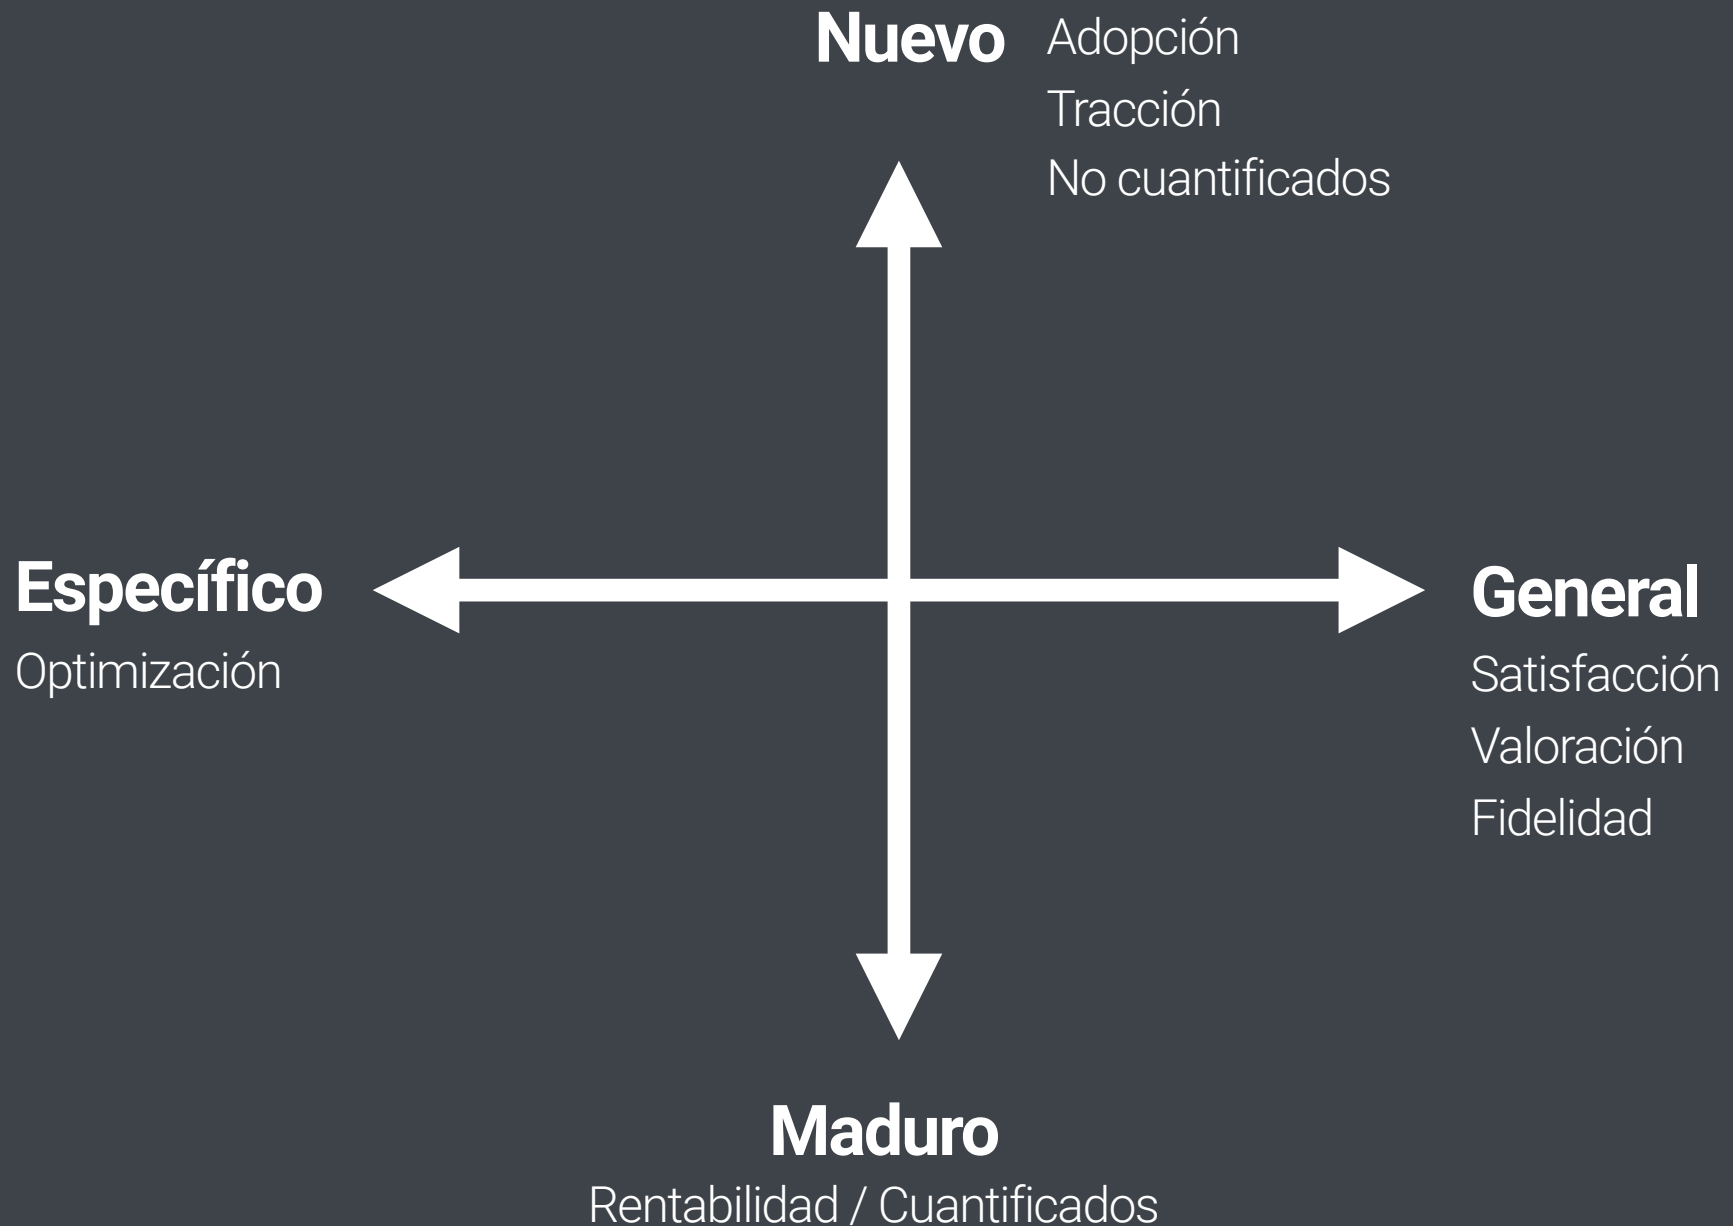 Nuevo
Adopción
Tracción
No cuantificados
Específico
Optimización
General
Satisfacción
Valoración
Fidelidad
Maduro
Rentabilidad / Cuantificados